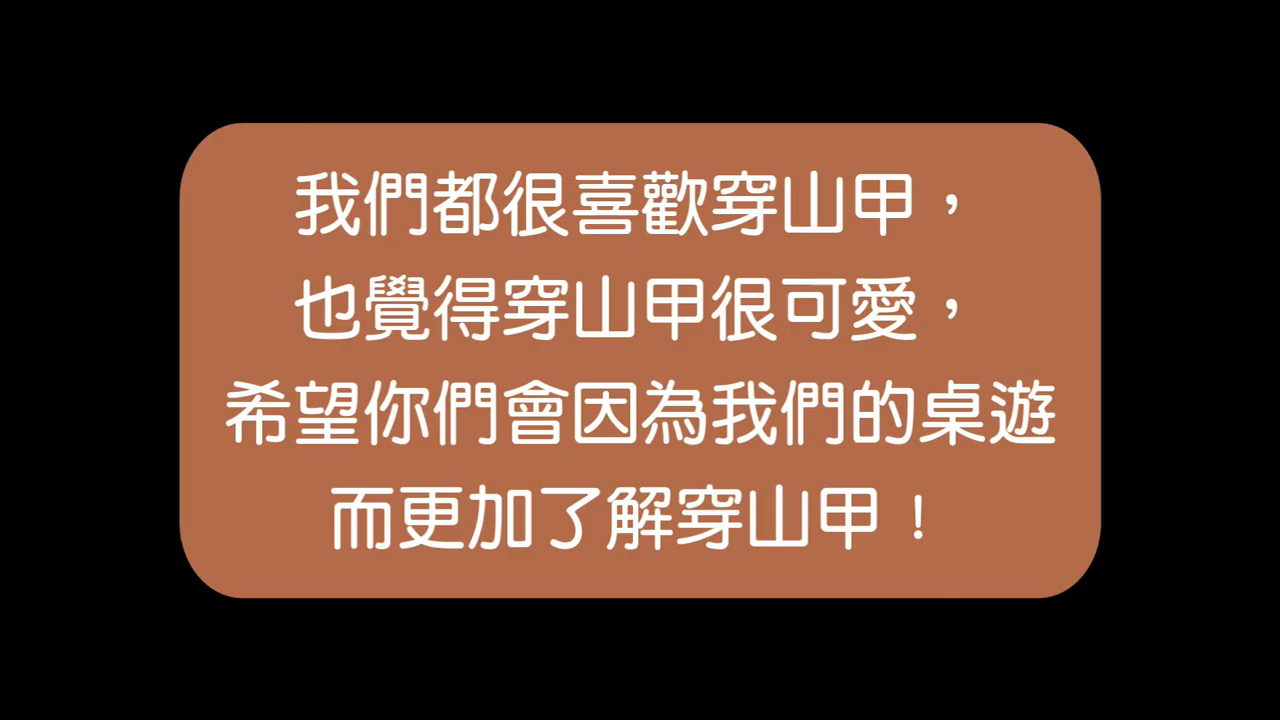 我們都很喜歡穿山甲，
也覺得穿山甲很可愛，
希望你們會因為我們的桌遊
而更加了解穿山甲！